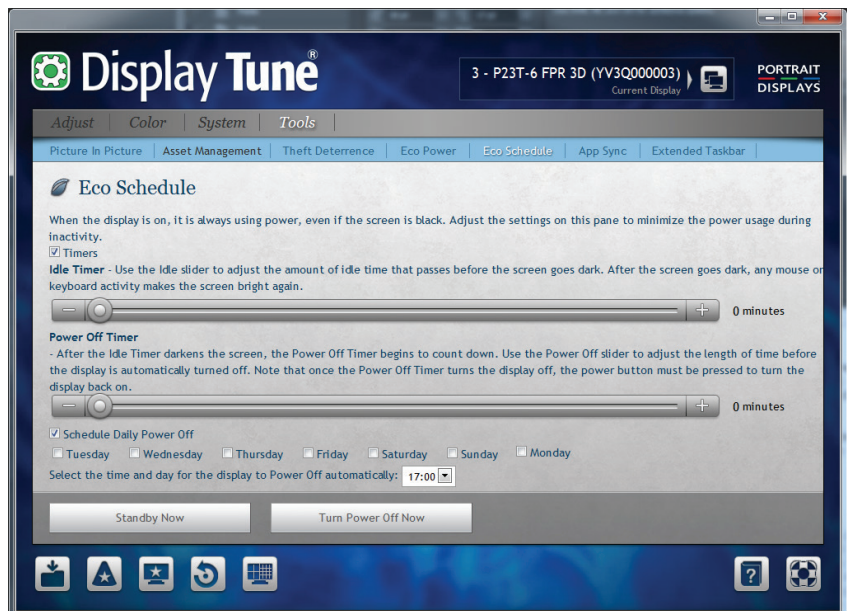 Display Tune®
3 - P23T-6 FPR 3D (YV3Q000003)
Current Display
PORTRAIT
DISPLAYS
Adjust Color System Tools
Picture In Picture Asset Management Theft Deterrence Eco Power Eco Schedule App Sync Extended Taskbar
Eco Schedule
When the display is on, it is always using power, even if the screen is black. Adjust the settings on this pane to minimize the power usage during
inactivity.
Timers
Idle Timer - Use the Idle slider to adjust the amount of idle time that passes before the screen goes dark. After the screen goes dark, any mouse or
keyboard activity makes the screen bright again.
0 minutes
Power Off Timer
- After the Idle Timer darkens the screen, the Power Off Timer begins to count down. Use the Power Off slider to adjust the length of time before
the display is automatically turned off. Note that once the Power Off Timer turns the display off, the power button must be pressed to turn the
display back on.
0 minutes
Schedule Daily Power Off
Tuesday Wednesday Thursday Friday Saturday Sunday Monday
Select the time and day for the display to Power Off automatically: 17:00
Standby Now Turn Power Off Now